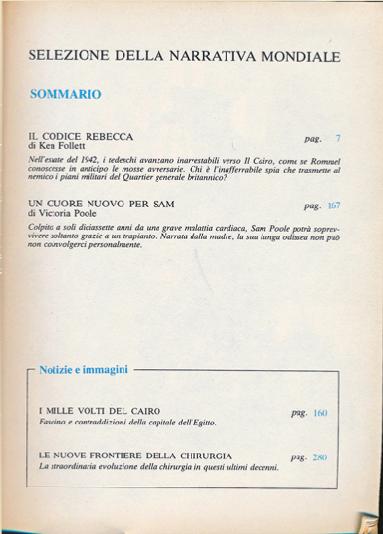 SELEZIONE DELLA NARRATIVA MONDIALE
SOMMARIO
IL CODICE REBECCA pag. 7
di Ken Follett
Nell'estate del 1942, i tedeschi avanzano inarrestabili verso Il Cairo, come se Rommel
conoscesse in anticipo le mosse avversarie. Chi è l'inafferrabile spia che trasmette al
nemico i piani militari del Quartier generale britannico?
UN CUORE NUOVO PER SAM pag. 167
di Victoria Poole
Colpito a soli diciassette anni da una grave malattia cardiaca, Sam Poole potrà soprav-
vivere soltanto grazie a un trapianto. Narrata dalla madre, la sua lunga odissea non può
non coinvolgerci personalmente.
Notizie e immagini
I MILLE VOLTI DEL CAIRO pag. 160
Fascino e contraddizioni della capitale dell'Egitto.
LE NUOVE FRONTIERE DELLA CHIRURGIA pag. 280
La straordinaria evoluzione della chirurgia in questi ultimi decenni.